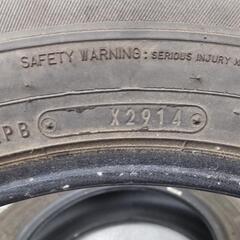 SAFETY WARNING: SERIOUS INJURY
PB X2914